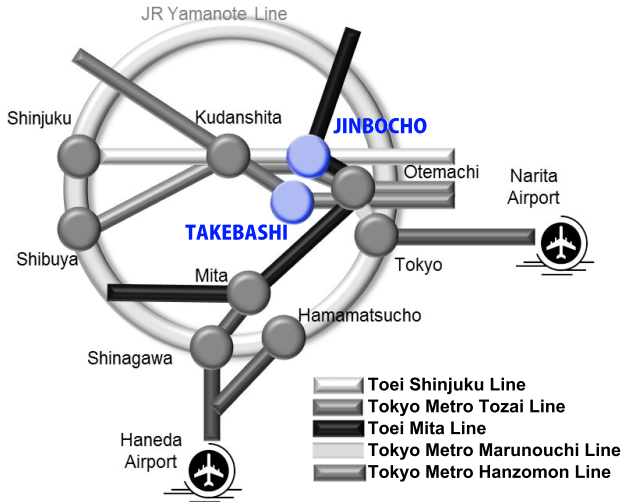 JR Yamanote Line
Shinjuku
Kudanshita
JINBOCHO
Otemachi
Narita
Airport
TAKEBASHI
Shibuya
Tokyo
Mita
Hamamatsucho
Shinagawa
Haneda
Airport
Toei Shinjuku Line
Tokyo Metro Tozai Line
Toei Mita Line
Tokyo Metro Marunouchi Line
Tokyo Metro Hanzomon Line